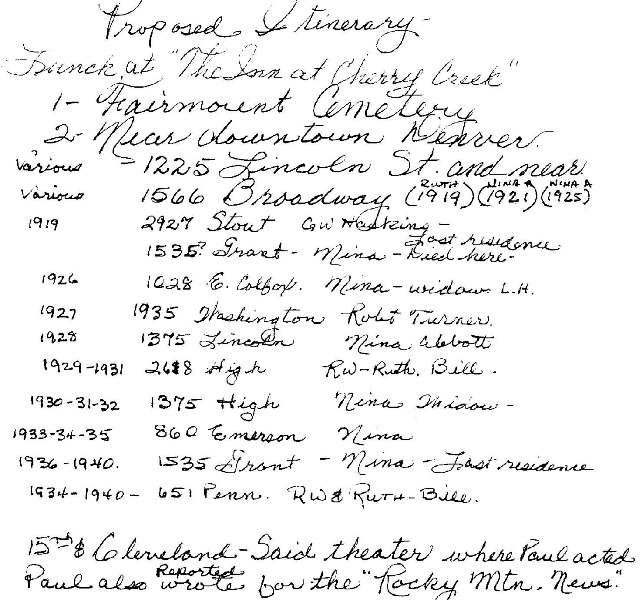 Proposed Itinerary-
Lunch at "The Inn at Cherry Creek"
1- Fairmount Cemetery
2- Near downtown Denver.
various - 1225 Lincoln St. and near
various 1566 Broadway (RUTH 1919) (NINA A 1921) (NINA A 1925)
1919 2927 Stout GW Hosking -
1535? Grant - Nina - Last residence Died here-
1926 1028 E. Colfax. Nina - widow L.H.
1927 1935 Washington Robt Turner.
1928 1375 Lincoln Nina Abbott
1929-1931 2618 High RW-Ruth. Bill.
1930-31-32 1375 High Nina Widow -
1933-34-35 860 Emerson Nina
1936-1940. 1535 Grant - Nina - Last residence
1934-1940- 651 Penn. RW & RUTH-Bill.
15th & Cleveland - Said theater where Paul acted
Paul also Reported wrote for the "Rocky Mtn. News".